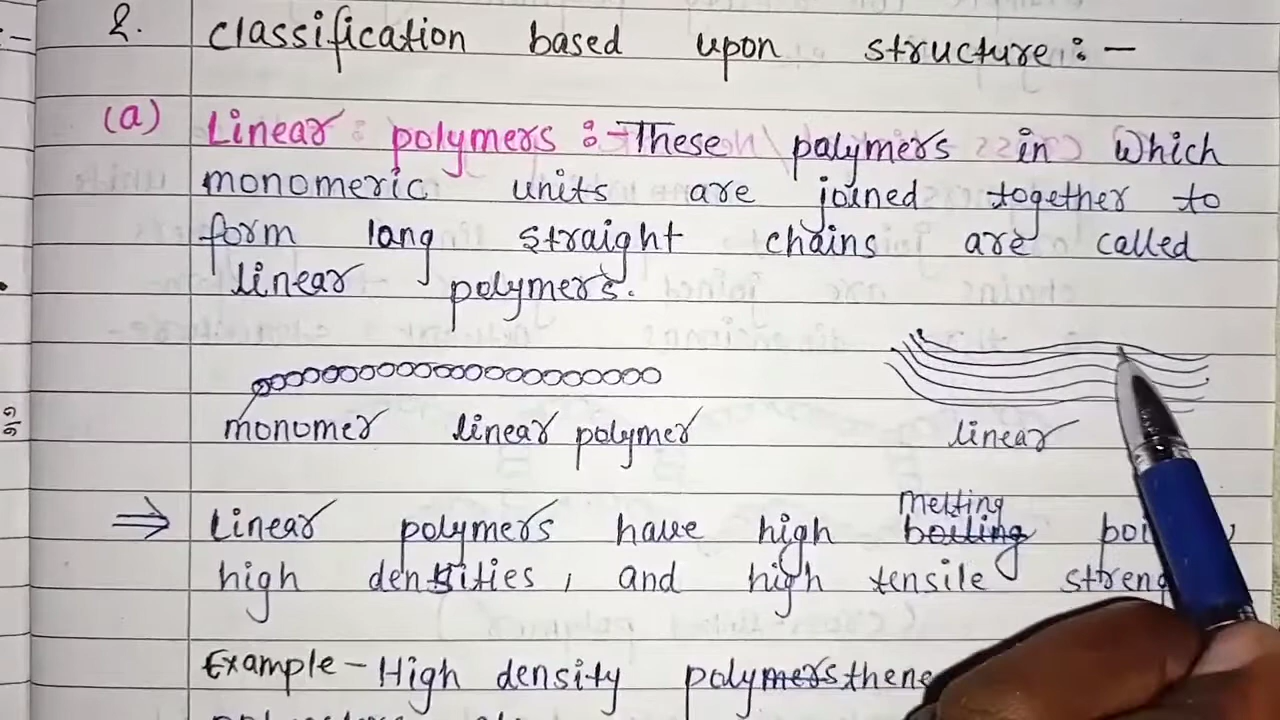 2. Classification based upon structure :-
(a) Linear polymers :- These polymers in which
monomeric units are joined together to
form long straight chains are called
linear polymers.
monomer linear polymer linear
melting
⇒ Linear polymers have high boiling
high densities, and high tensile
Example - High density